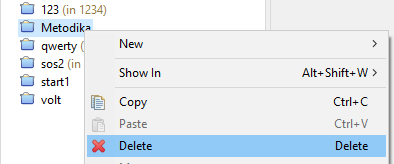 123 (in 1234)
Metodika
qwerty (in
sos2 (in
start1
volt
New
Show In Alt+Shift+W
Copy Ctrl+C
Paste Ctrl+V
Delete Delete